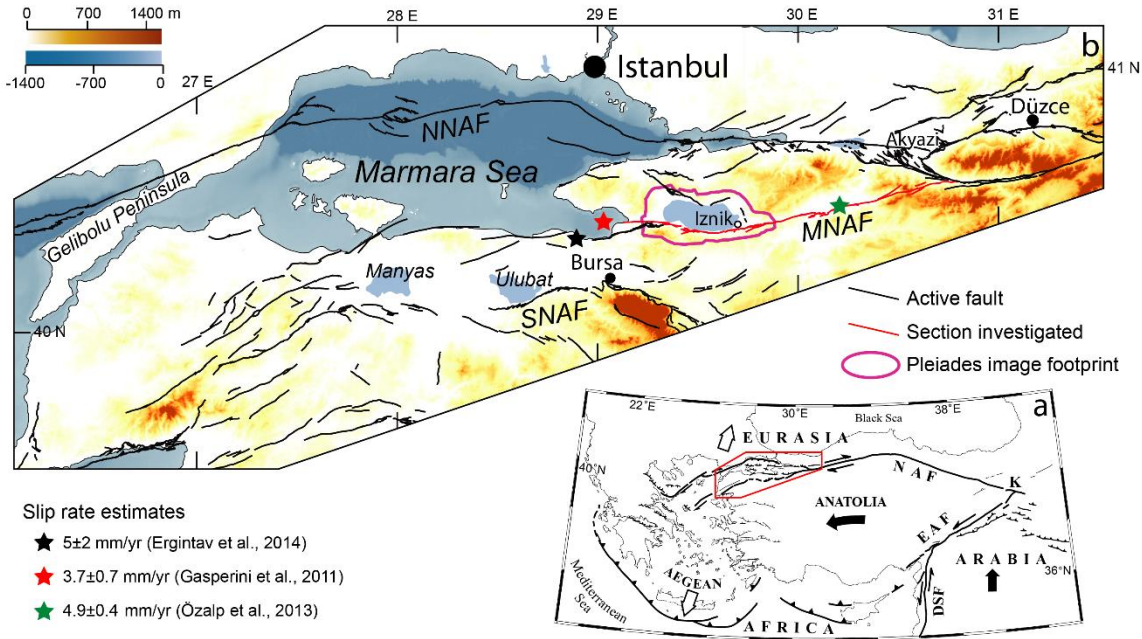 0 700 1400 m
-1400 -700 0
28 E
29 E
30 E
31 E
b
27 E
Istanbul
41 N
Düzce
NNAF
Akyazi
Marmara Sea
Gelibolu Peninsula
Iznik
MNAF
Bursa
Manyas
Ulubat
SNAF
40 N
Active fault
Section investigated
Pleiades image footprint
Slip rate estimates
5±2 mm/yr (Ergintav et al., 2014)
3.7±0.7 mm/yr (Gasperini et al., 2011)
4.9±0.4 mm/yr (Özalp et al., 2013)
a
22°E
30°E
38°E
Black Sea
EURASIA
40°N
NAF
K
ANATOLIA
EAF
ARABIA
36°N
AEGEAN
DSF
Mediterranean
Sea
AFRICA